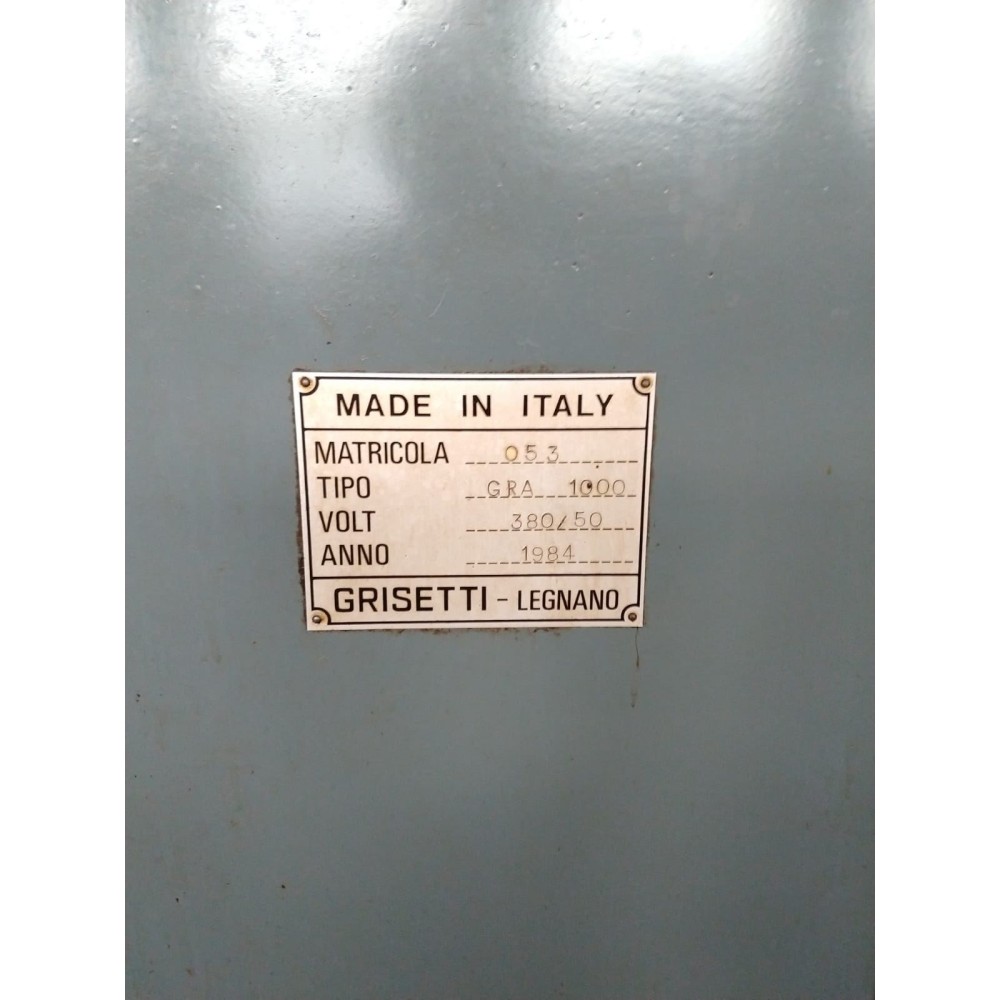 MADE IN ITALY
MATRICOLA 053
TIPO GRA 1000
VOLT 380/50
ANNO 1984
GRISETTI - LEGNANO